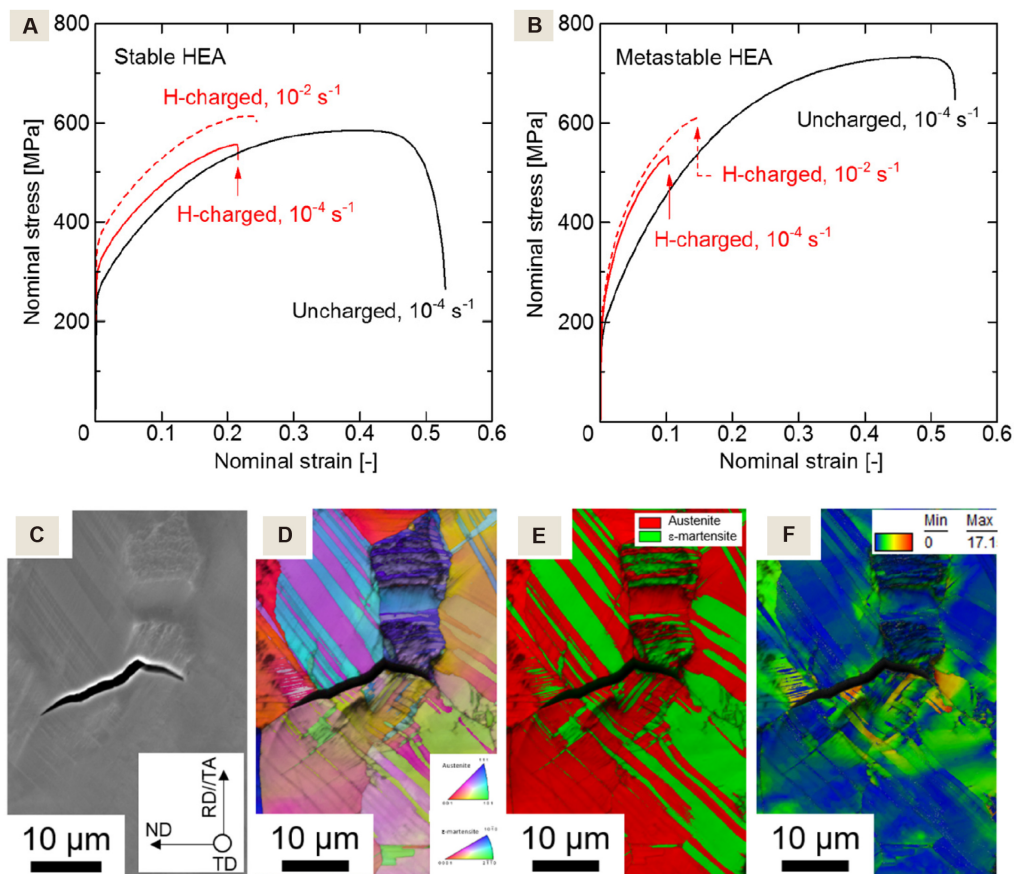 A
800
600
400
200
0
0.1
0.2
0.3
0.4
0.5
0.6
Nominal stress [MPa]
Nominal strain [-]
Stable HEA
H-charged, 10⁻² s⁻¹
H-charged, 10⁻⁴ s⁻¹
Uncharged, 10⁻⁴ s⁻¹
B
800
600
400
200
0
0.1
0.2
0.3
0.4
0.5
0.6
Nominal stress [MPa]
Nominal strain [-]
Metastable HEA
Uncharged, 10⁻⁴ s⁻¹
H-charged, 10⁻² s⁻¹
H-charged, 10⁻⁴ s⁻¹
C
RD//TA
ND
TD
10 µm
D
Austenite
ε-martensite
10 µm
E
Austenite
ε-martensite
10 µm
F
Min Max
0 17.1
10 µm